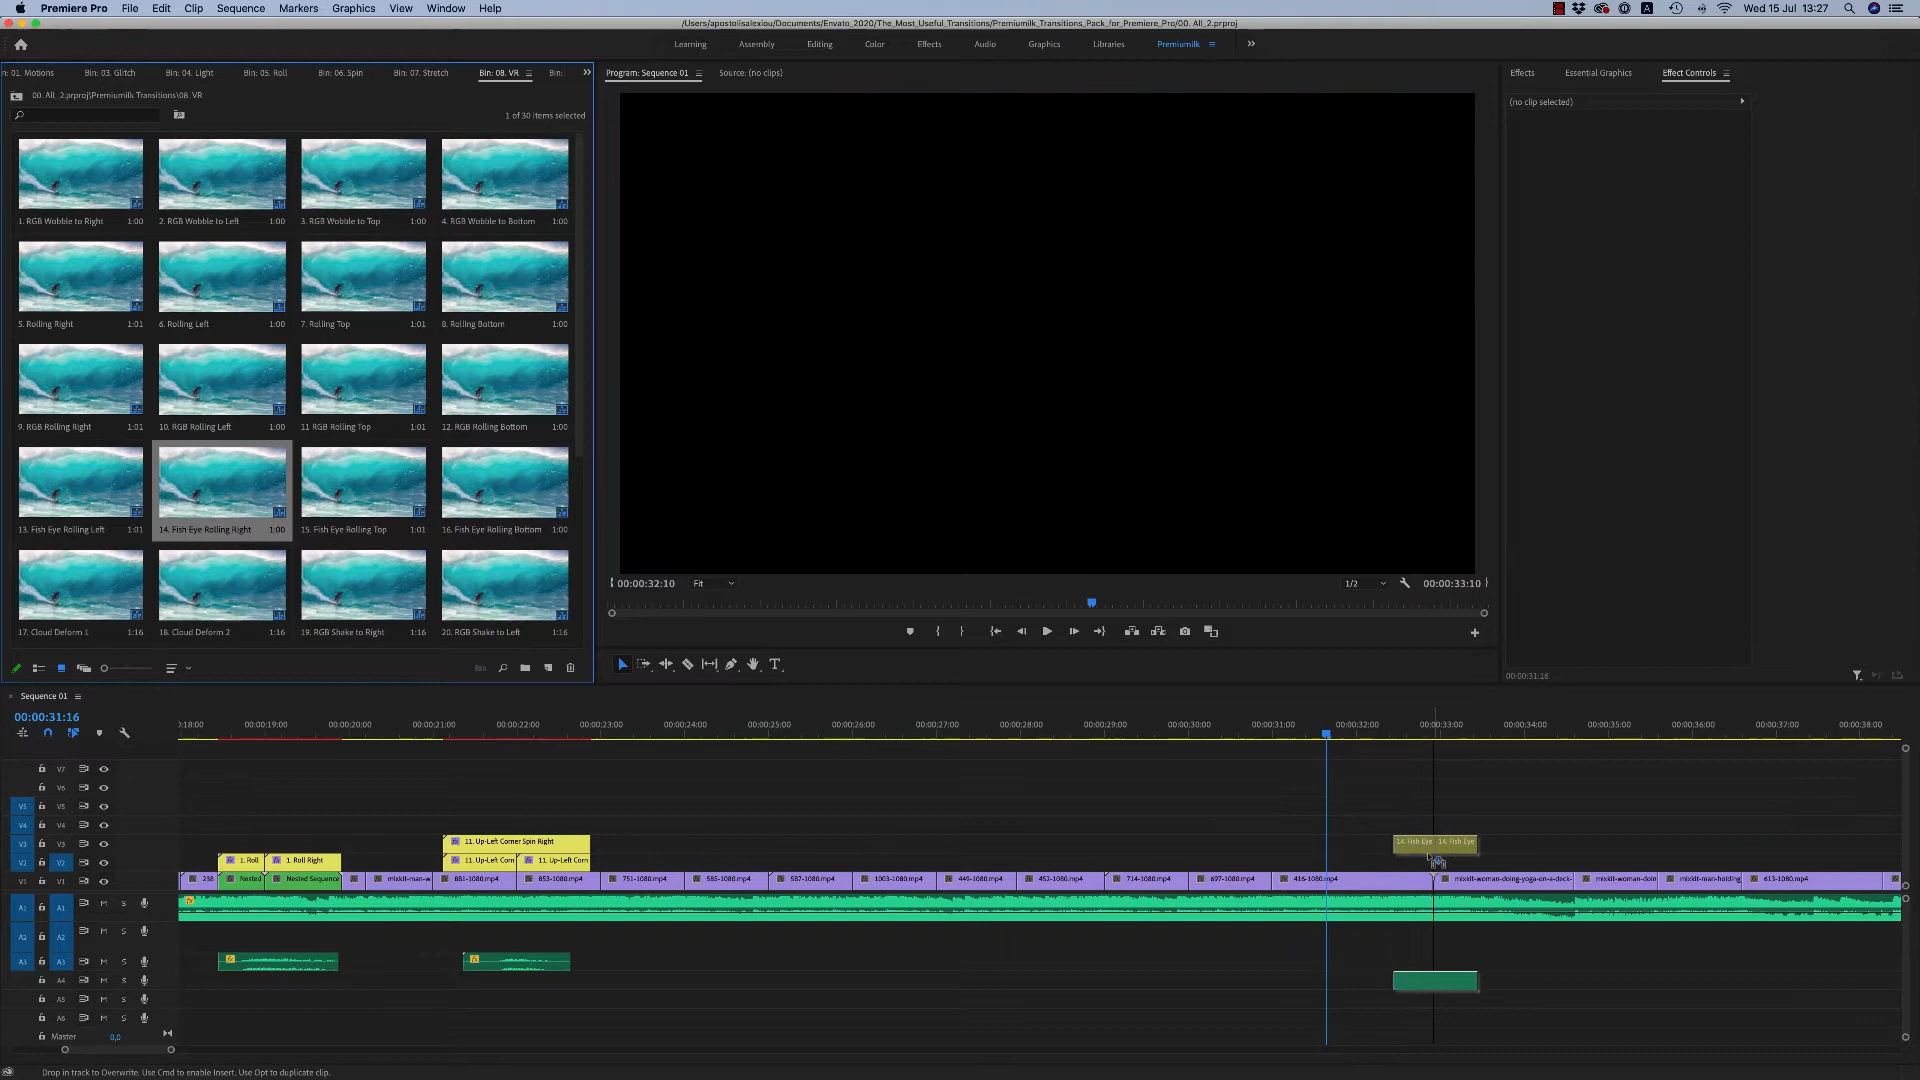 Premiere Pro File Edit Clip Sequence Markers Graphics View Window Help
A
Wed 15 Jul 13:27
/Users/apostolisalexiou/Documents/Envato_2020/The_Most_Useful_Transitions/Premiumilk_Transitions_Pack_for_Premiere_Pro/00. All_2.prproj
Learning Assembly Editing Color Effects Audio Graphics Libraries Premiumilk
n: 01. Motions Bin: 03. Glitch Bin: 04. Light Bin: 05. Roll Bin: 06. Spin Bin: 07. Stretch Bin: 08. VR Bin:
Program: Sequence 01 Source: (no clips)
Effects Essential Graphics Effect Controls
00. All_2.prproj\Premiumilk Transitions\08. VR
(no clip selected)
1 of 30 items selected
1. RGB Wobble to Right 1:00 2. RGB Wobble to Left 1:00 3. RGB Wobble to Top 1:00 4. RGB Wobble to Bottom 1:00
5. Rolling Right 1:01 6. Rolling Left 1:00 7. Rolling Top 1:01 8. Rolling Bottom 1:00
9. RGB Rolling Right 1:01 10. RGB Rolling Left 1:00 11 RGB Rolling Top 1:01 12. RGB Rolling Bottom 1:00
13. Fish Eye Rolling Left 1:01 14. Fish Eye Rolling Right 1:00 15. Fish Eye Rolling Top 1:01 16. Fish Eye Rolling Bottom 1:00
17. Cloud Deform 1 1:16 18. Cloud Deform 2 1:16 19. RGB Shake to Right 1:16 20. RGB Shake to Left 1:16
00:00:32:10 Fit 1/2 00:00:33:10
00:00:31:16
Sequence 01
00:00:31:16
:18:00 00:00:19:00 00:00:20:00 00:00:21:00 00:00:22:00 00:00:23:00 00:00:24:00 00:00:25:00 00:00:26:00 00:00:27:00 00:00:28:00 00:00:29:00 00:00:30:00 00:00:31:00 00:00:32:00 00:00:33:00 00:00:34:00 00:00:35:00 00:00:36:00 00:00:37:00 00:00:38:00
V7
V6
V5 V5
V4 V4
V3 V3 11. Up-Left Corner Spin Right 14. Fish Eye 14. Fish Eye
V2 V2 1. Roll 1. Roll Right 11. Up-Left Corn 11. Up-Left Corn
V1 V1 238 Nested Nested Sequence mixkit-man-w 881-1080.mp4 853-1080.mp4 751-1080.mp4 585-1080.mp4 587-1080.mp4 1003-1080.mp4 449-1080.mp4 452-1080.mp4 714-1080.mp4 697-1080.mp4 416-1080.mp4 mixkit-woman-doing-yoga-on-a-deck- mixkit-woman-doin mixkit-man-holding 613-1080.mp4
A1 A1 M S
A2 A2 M S
A3 A3 M S
A4 M S
A5 M S
A6 M S
Master 0,0
Drop in track to Overwrite. Use Cmd to enable Insert. Use Opt to duplicate clip.